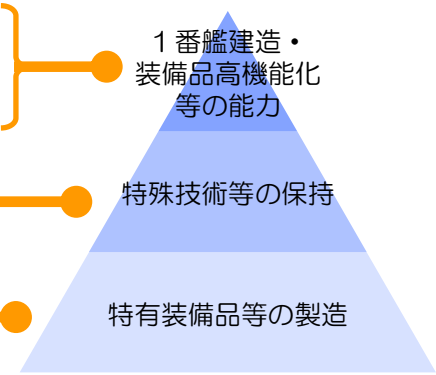 １番艦建造・
装備品高機能化
等の能力
特殊技術等の保持
特有装備品等の製造